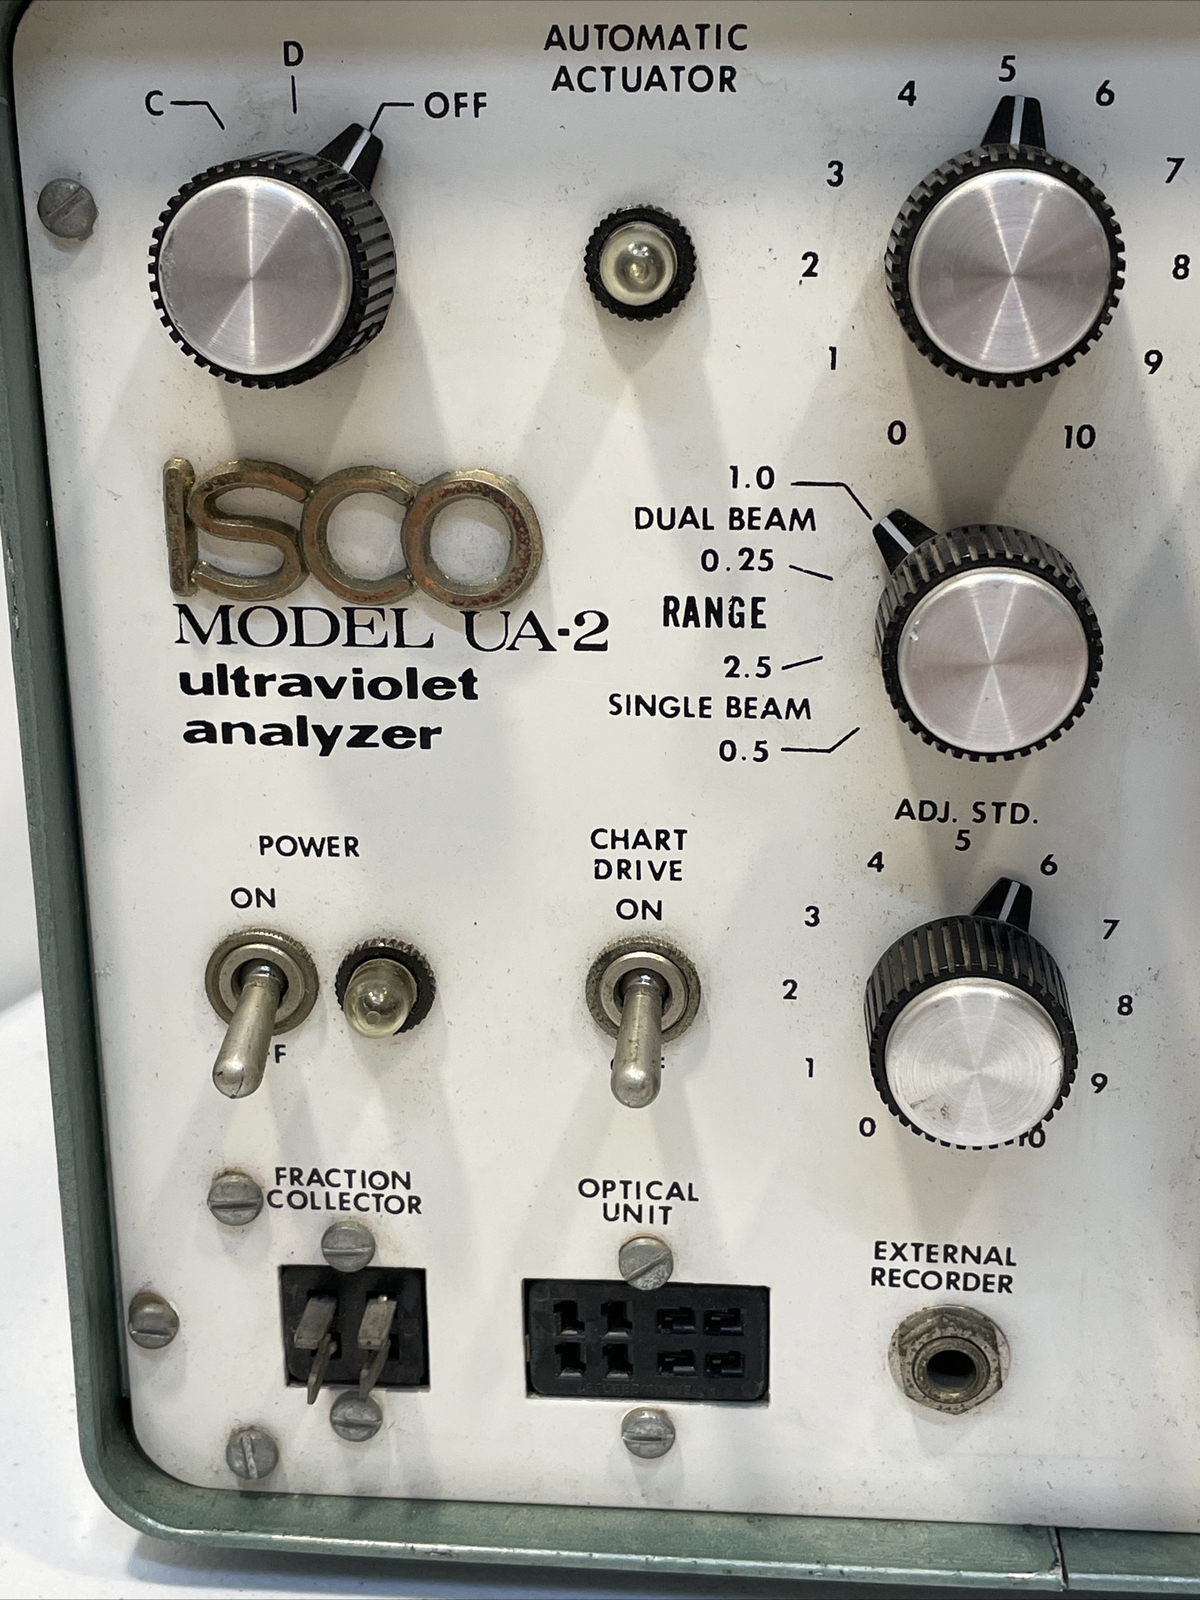 AUTOMATIC
ACTUATOR
C
D
OFF
4
5
6
3
7
2
8
1
9
0
10
ISCO
MODEL UA-2
ultraviolet
analyzer
1.0
DUAL BEAM
0.25
RANGE
2.5
SINGLE BEAM
0.5
ADJ. STD.
5
4
6
3
7
2
8
1
9
0
10
POWER
ON
F
CHART
DRIVE
ON
FRACTION
COLLECTOR
OPTICAL
UNIT
EXTERNAL
RECORDER